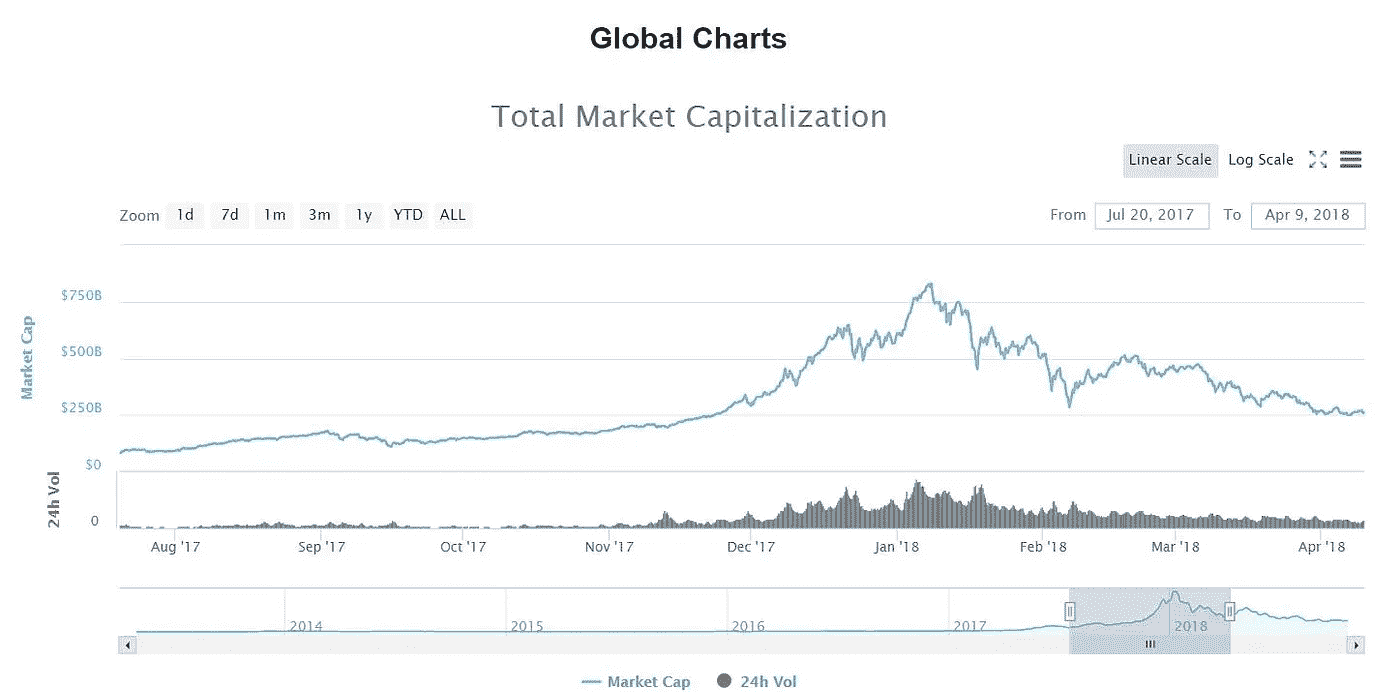 Global Charts
Total Market Capitalization
Linear Scale Log Scale
Zoom 1d 7d 1m 3m 1y YTD ALL From Jul 20, 2017 To Apr 9, 2018
Market Cap
$750B
$500B
$250B
$0
24h Vol
0
Aug '17 Sep '17 Oct '17 Nov '17 Dec '17 Jan '18 Feb '18 Mar '18 Apr '18
2014 2015 2016 2017 2018
Market Cap 24h Vol